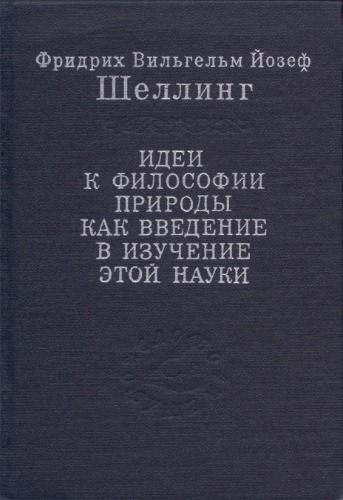 Фридрих Вильгельм Йозеф
Шеллинг
ИДЕИ
К ФИЛОСОФИИ
ПРИРОДЫ
КАК ВВЕДЕНИЕ
В ИЗУЧЕНИЕ
ЭТОЙ НАУКИ